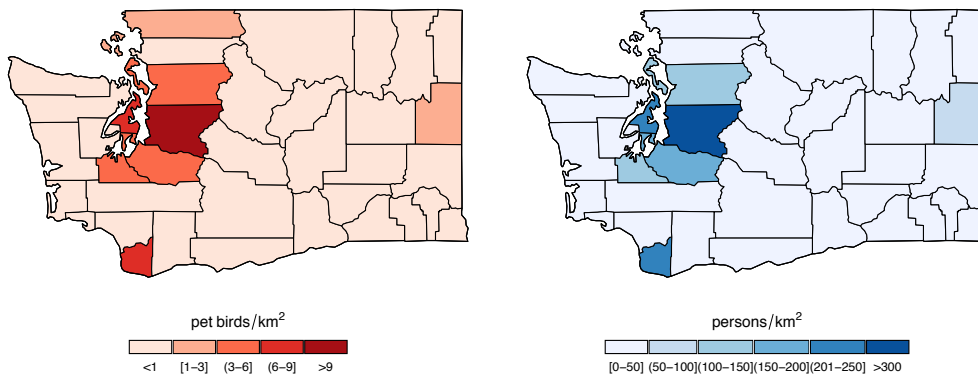 pet birds/km²
<1 [1−3] (3−6] (6−9] >9
persons/km²
[0−50] (50−100] (100−150] (150−200] (201−250] >300